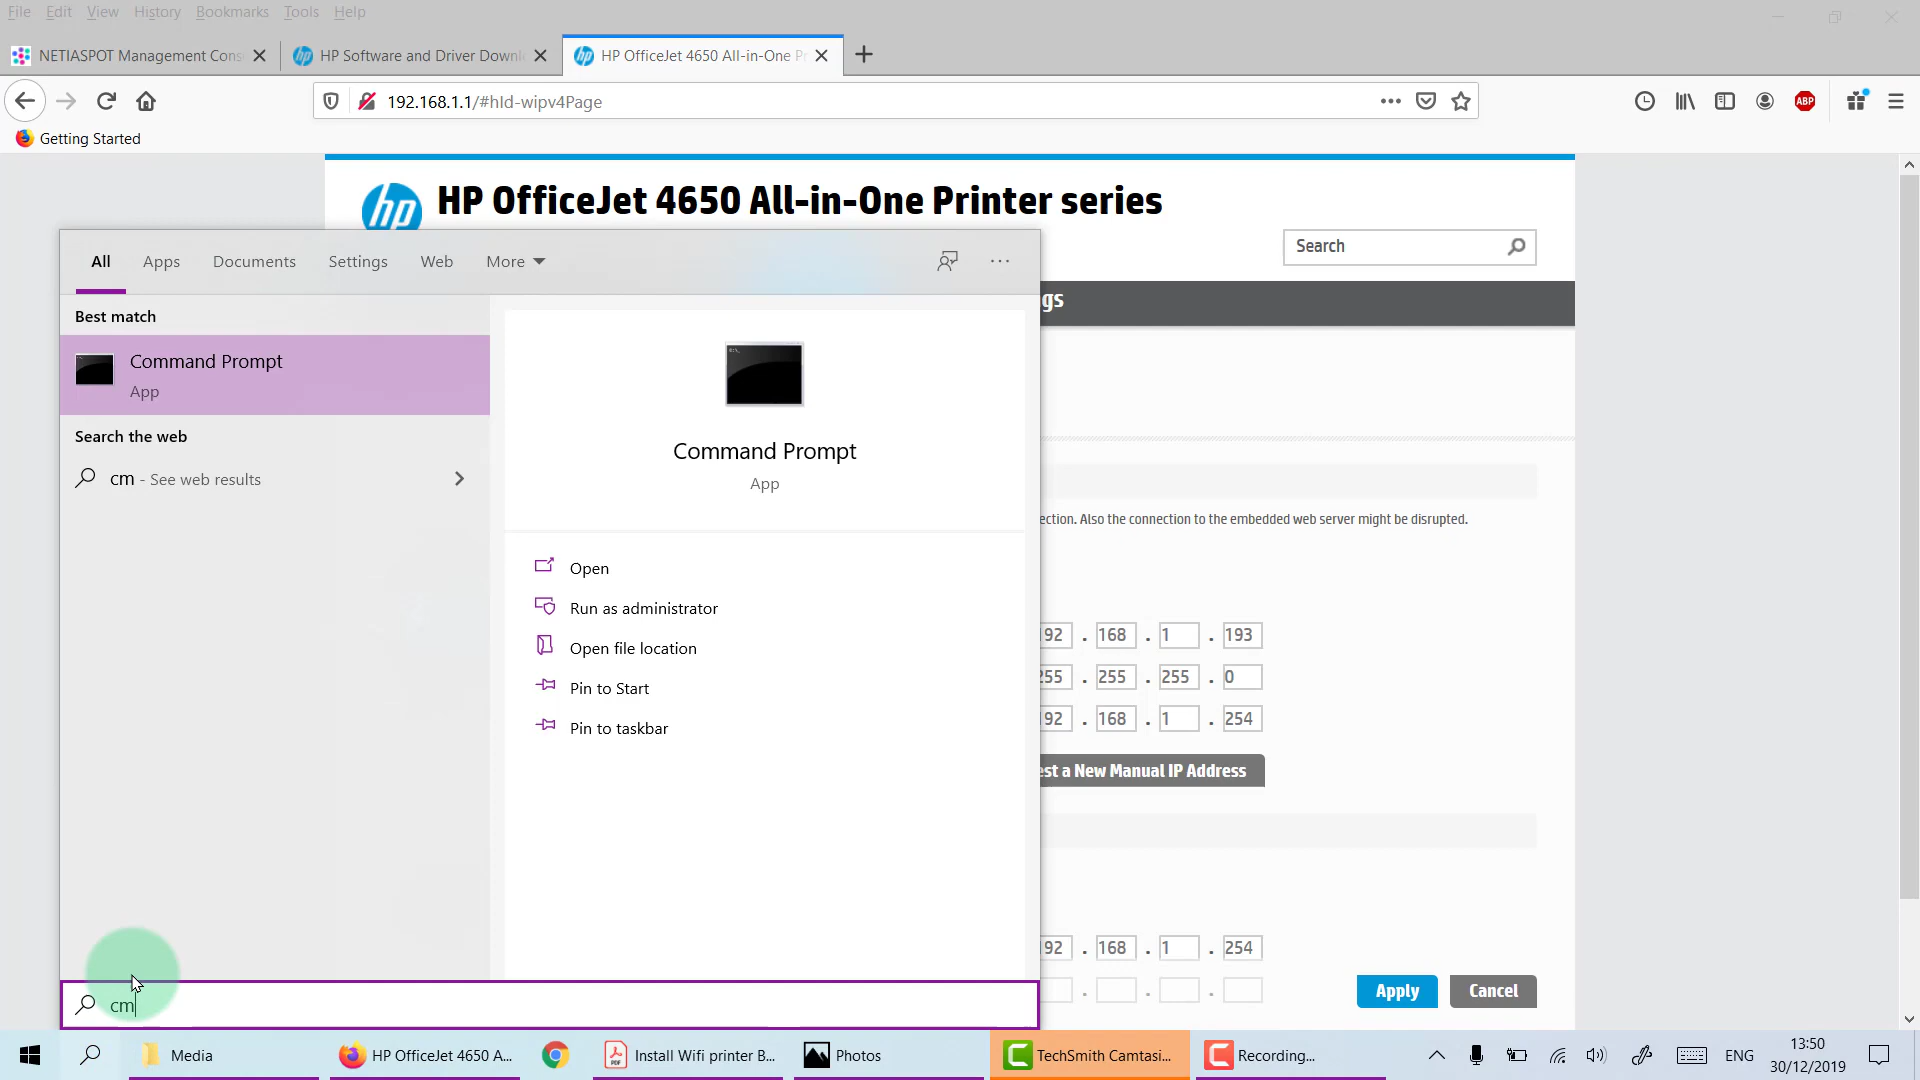 File Edit View History Bookmarks Tools Help
NETIASPOT Management Cons
HP Software and Driver Downl
HP OfficeJet 4650 All-in-One P
192.168.1.1/#hId-wipv4Page
ABP
Getting Started
hp
HP OfficeJet 4650 All-in-One Printer series
Search
All Apps Documents Settings Web More
gs
Best match
Command Prompt
App
Search the web
cm - See web results
Command Prompt
App
ection. Also the connection to the embedded web server might be disrupted.
Open
Run as administrator
Open file location
Pin to Start
Pin to taskbar
92 . 168 . 1 . 193
255 . 255 . 255 . 0
92 . 168 . 1 . 254
est a New Manual IP Address
92 . 168 . 1 . 254
. . .
Apply Cancel
cm
Media
HP OfficeJet 4650 A...
Install Wifi printer B...
Photos
TechSmith Camtasi...
Recording...
ENG
13:50
30/12/2019